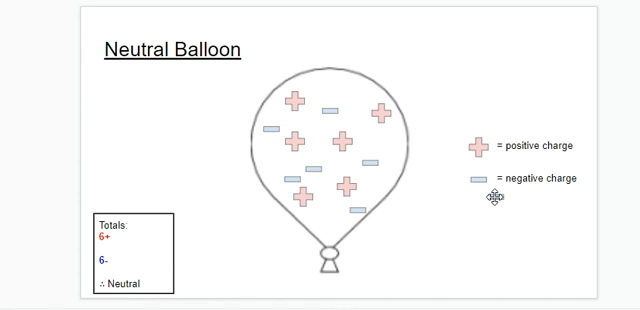 Neutral Balloon
= positive charge
= negative charge
Totals:
6+
6-
∴ Neutral